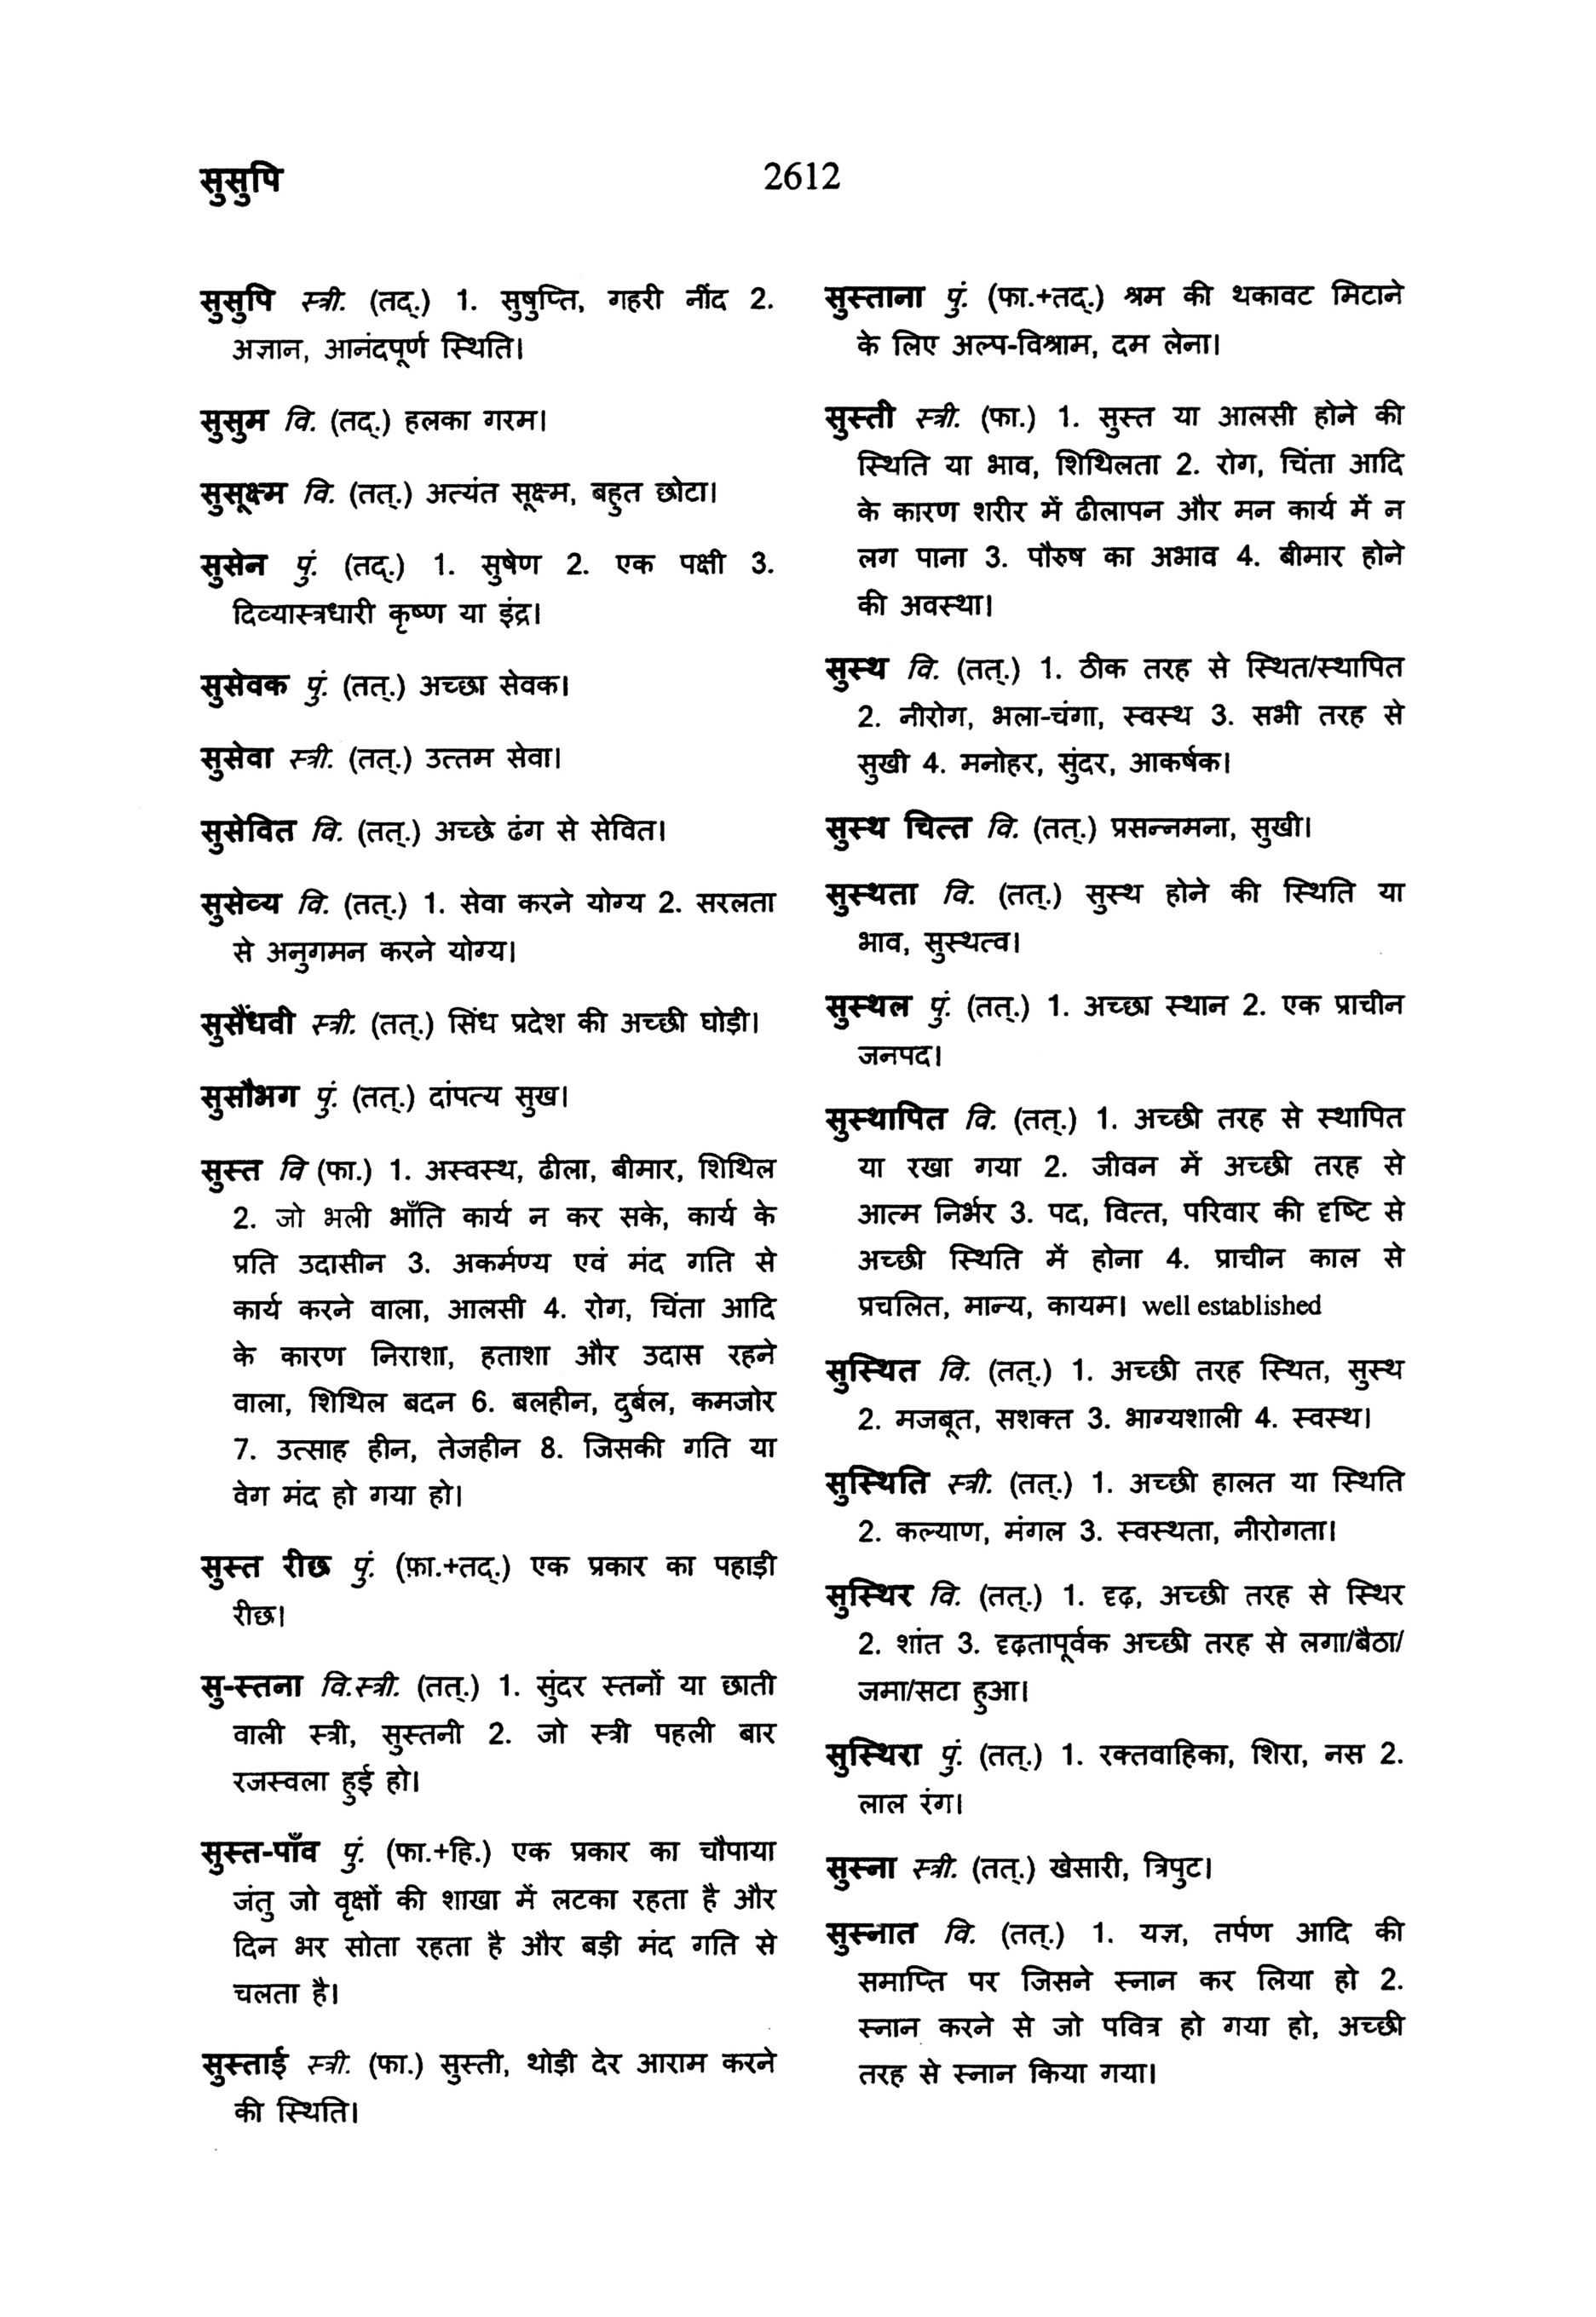 सुसुपि
2612
सुसुपि स्त्री. (तद्.) 1. सुषुप्ति, गहरी नींद 2.
अज्ञान, आनंदपूर्ण स्थिति।
सुसुम वि. (तद्.) हलका गरम।
सुसूक्ष्म वि. (तत्.) अत्यंत सूक्ष्म, बहुत छोटा।
सुसेन पुं. (तद्.) 1. सुषेण 2. एक पक्षी 3.
दिव्यास्त्रधारी कृष्ण या इंद्र।
सुसेवक पुं. (तत्.) अच्छा सेवक।
सुसेवा स्त्री. (तत्.) उत्तम सेवा।
सुसेवित वि. (तत्.) अच्छे ढंग से सेवित।
सुसेव्य वि. (तत्.) 1. सेवा करने योग्य 2. सरलता
से अनुगमन करने योग्य।
सुसैंधवी स्त्री. (तत्.) सिंध प्रदेश की अच्छी घोड़ी।
सुसौभग पुं. (तत्.) दांपत्य सुख।
सुस्त वि (फा.) 1. अस्वस्थ, ढीला, बीमार, शिथिल
2. जो भली भाँति कार्य न कर सके, कार्य के
प्रति उदासीन 3. अकर्मण्य एवं मंद गति से
कार्य करने वाला, आलसी 4. रोग, चिंता आदि
के कारण निराशा, हताशा और उदास रहने
वाला, शिथिल बदन 6. बलहीन, दुर्बल, कमजोर
7. उत्साह हीन, तेजहीन 8. जिसकी गति या
वेग मंद हो गया हो।
सुस्त रीछ पुं. (फ़ा.+तद्.) एक प्रकार का पहाड़ी
रीछ।
सु-स्तना वि.स्त्री. (तत्.) 1. सुंदर स्तनों या छाती
वाली स्त्री, सुस्तनी 2. जो स्त्री पहली बार
रजस्वला हुई हो।
सुस्त-पाँव पुं. (फा.+हि.) एक प्रकार का चौपाया
जंतु जो वृक्षों की शाखा में लटका रहता है और
दिन भर सोता रहता है और बड़ी मंद गति से
चलता है।
सुस्ताई स्त्री. (फा.) सुस्ती, थोड़ी देर आराम करने
की स्थिति।
सुस्ताना पुं. (फा.+तद्.) श्रम की थकावट मिटाने
के लिए अल्प-विश्राम, दम लेना।
सुस्ती स्त्री. (फा.) 1. सुस्त या आलसी होने की
स्थिति या भाव, शिथिलता 2. रोग, चिंता आदि
के कारण शरीर में ढीलापन और मन कार्य में न
लग पाना 3. पौरुष का अभाव 4. बीमार होने
की अवस्था।
सुस्थ वि. (तत्.) 1. ठीक तरह से स्थित/स्थापित
2. नीरोग, भला-चंगा, स्वस्थ 3. सभी तरह से
सुखी 4. मनोहर, सुंदर, आकर्षक।
सुस्थ चित्त वि. (तत्.) प्रसन्नमना, सुखी।
सुस्थता वि. (तत्.) सुस्थ होने की स्थिति या
भाव, सुस्थत्व।
सुस्थल पुं. (तत्.) 1. अच्छा स्थान 2. एक प्राचीन
जनपद।
सुस्थापित वि. (तत्.) 1. अच्छी तरह से स्थापित
या रखा गया 2. जीवन में अच्छी तरह से
आत्म निर्भर 3. पद, वित्त, परिवार की दृष्टि से
अच्छी स्थिति में होना 4. प्राचीन काल से
प्रचलित, मान्य, कायम। well established
सुस्थित वि. (तत्.) 1. अच्छी तरह स्थित, सुस्थ
2. मजबूत, सशक्त 3. भाग्यशाली 4. स्वस्थ।
सुस्थिति स्त्री. (तत्.) 1. अच्छी हालत या स्थिति
2. कल्याण, मंगल 3. स्वस्थता, नीरोगता।
सुस्थिर वि. (तत्.) 1. दृढ़, अच्छी तरह से स्थिर
2. शांत 3. दृढ़तापूर्वक अच्छी तरह से लगा/बैठा/
जमा/सटा हुआ।
सुस्थिरा पुं. (तत्.) 1. रक्तवाहिका, शिरा, नस 2.
लाल रंग।
सुस्ना स्त्री. (तत्.) खेसारी, त्रिपुट।
सुस्नात वि. (तत्.) 1. यज्ञ, तर्पण आदि की
समाप्ति पर जिसने स्नान कर लिया हो 2.
स्नान करने से जो पवित्र हो गया हो, अच्छी
तरह से स्नान किया गया।